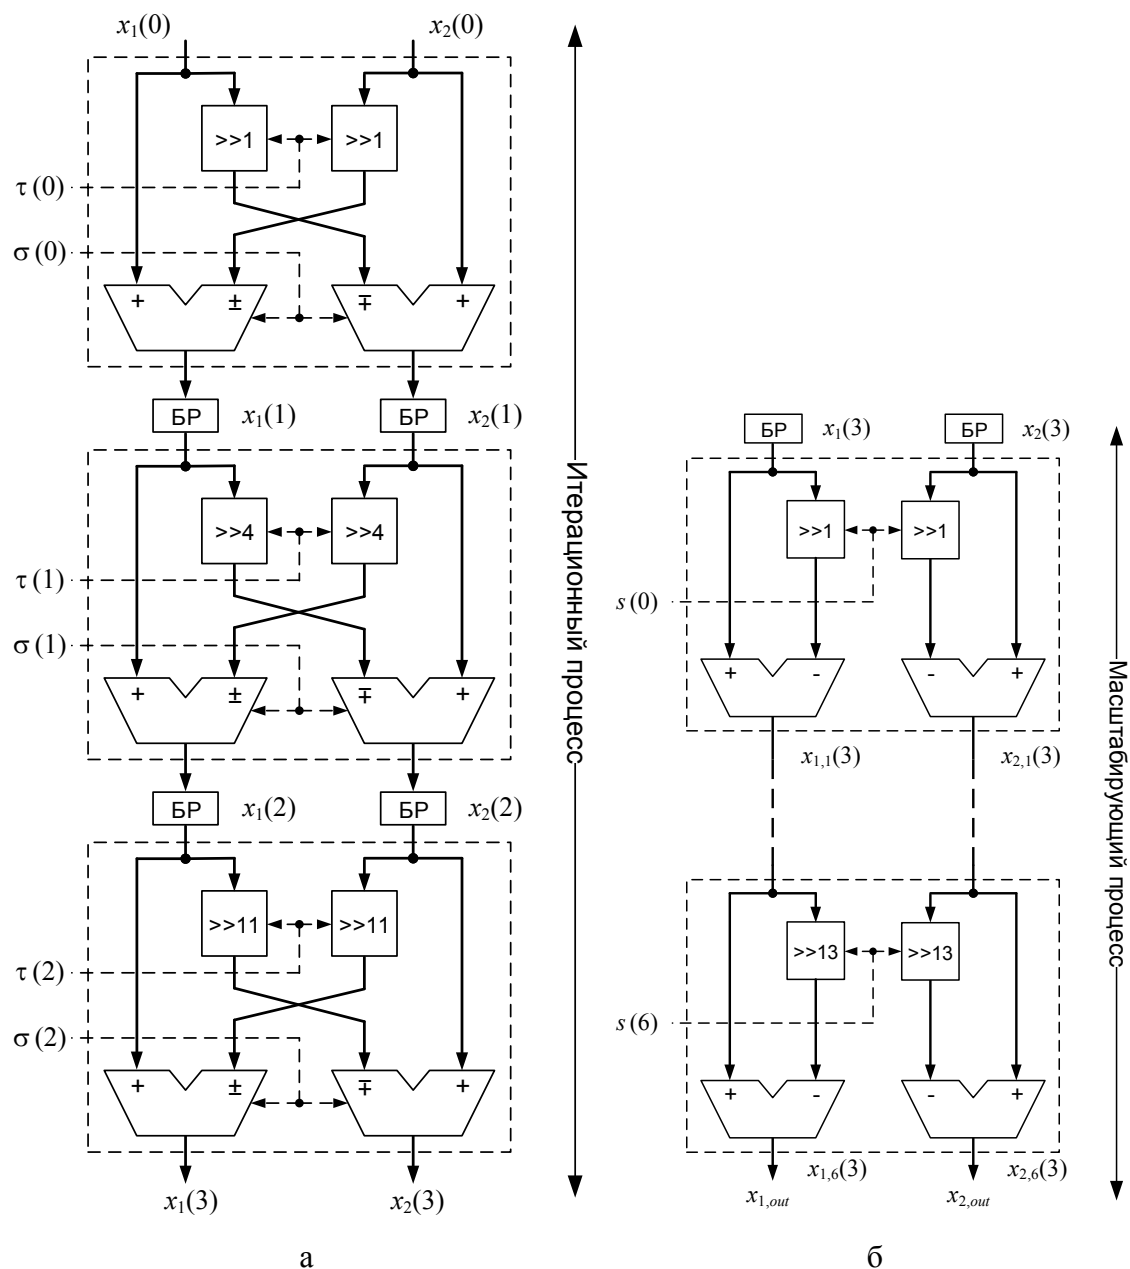 x₁(0) x₂(0)
>>1 >>1
τ(0)
σ(0)
+ ± ∓ +
БР x₁(1) БР x₂(1)
>>4 >>4
τ(1)
σ(1)
+ ± ∓ +
БР x₁(2) БР x₂(2)
>>11 >>11
τ(2)
σ(2)
+ ± ∓ +
x₁(3) x₂(3)
Итерационный процесс
а
БР x₁(3) БР x₂(3)
>>1 >>1
s(0)
+ - - +
x₁,₁(3) x₂,₁(3)
>>13 >>13
s(6)
+ - - +
x₁,₆(3) x₂,₆(3)
x₁,out x₂,out
Масштабирующий процесс
б